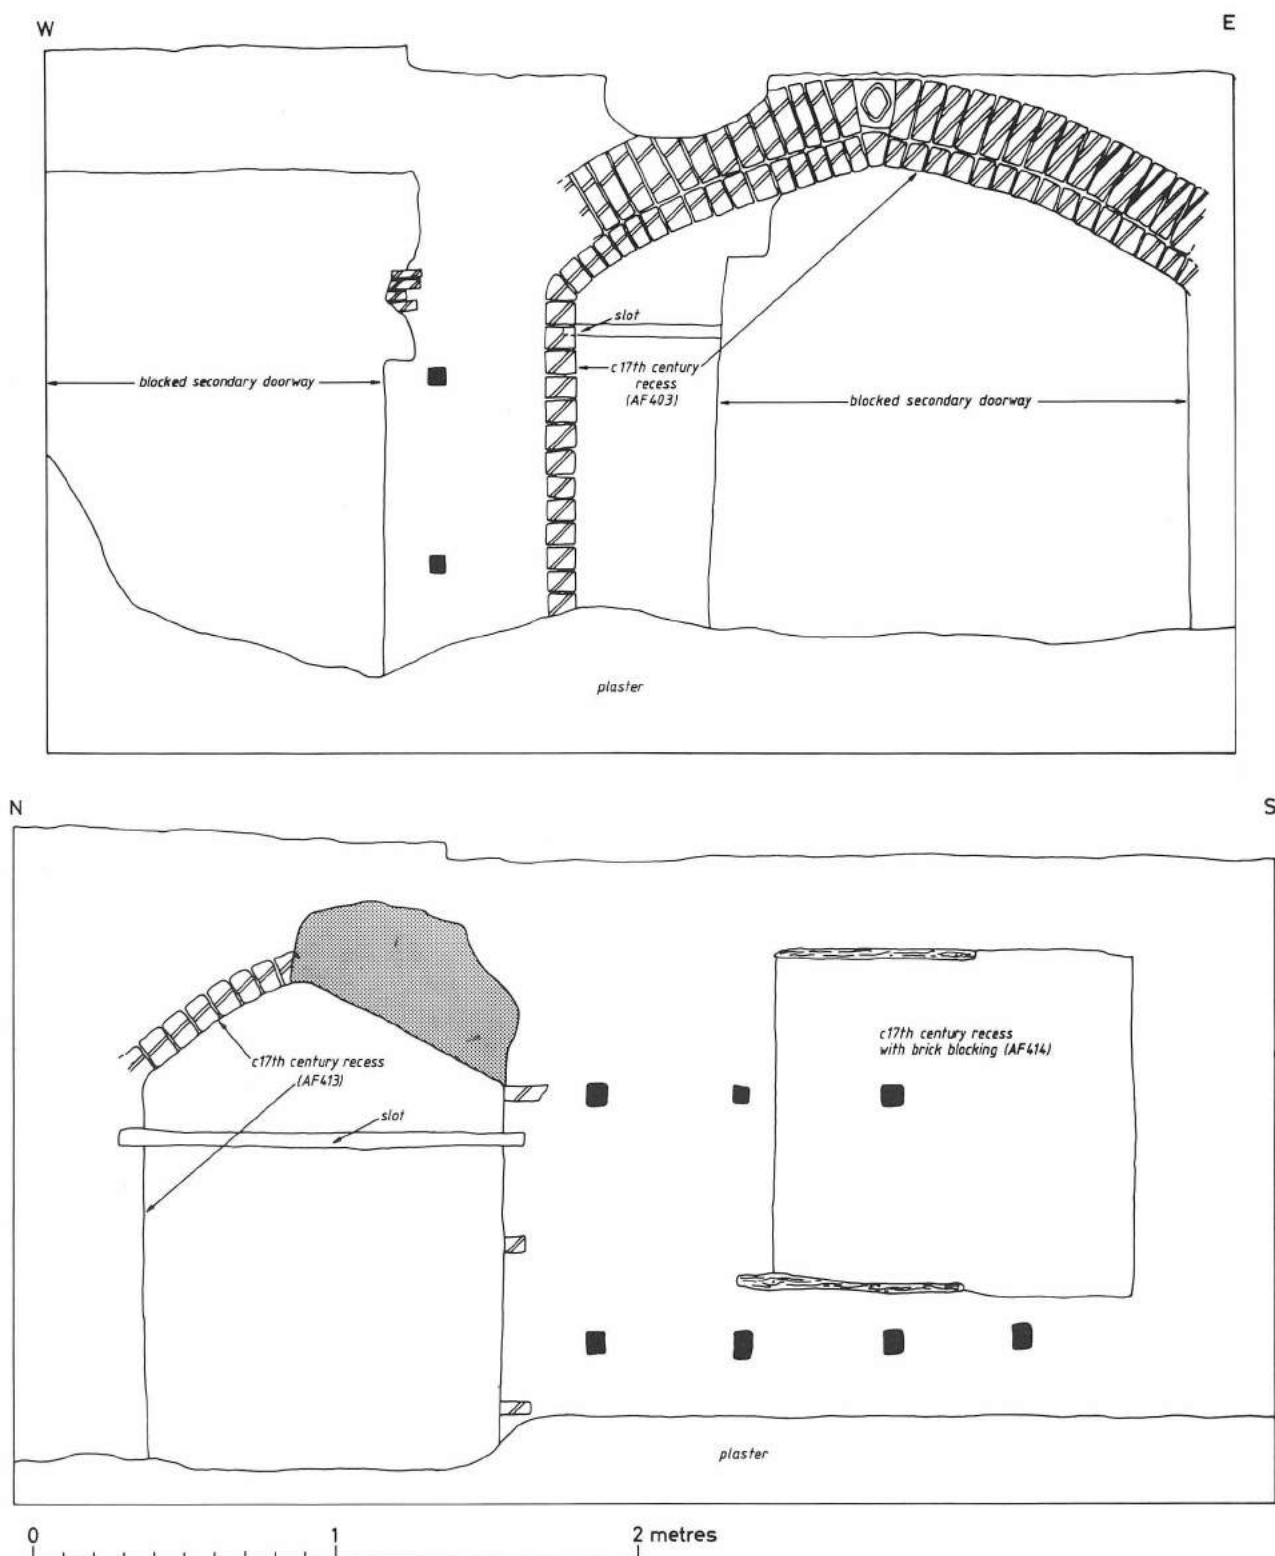 W E
slot
c17th century
recess
(AF403)
blocked secondary doorway
blocked secondary doorway
plaster
N S
c17th century recess
with brick blocking (AF414)
c17th century recess
(AF413)
slot
plaster
0 1 2 metres